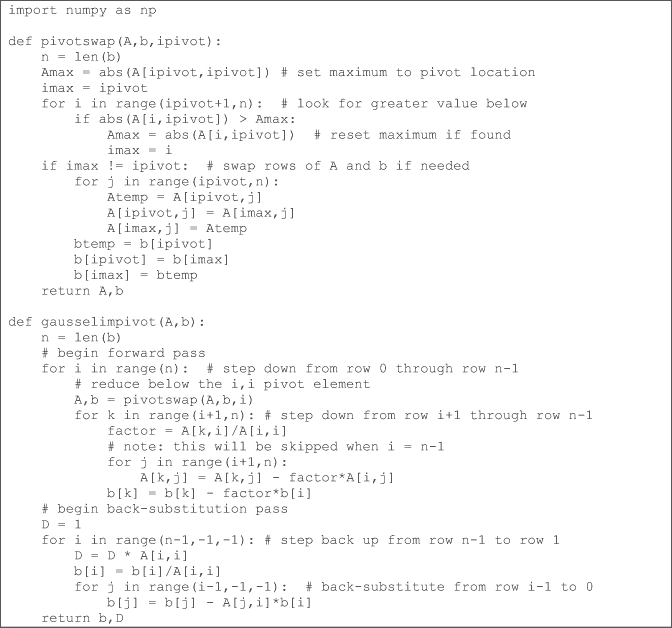 import numpy as np

def pivotswap(A,b,ipivot):
    n = len(b)
    Amax = abs(A[ipivot,ipivot]) # set maximum to pivot location
    imax = ipivot
    for i in range(ipivot+1,n):  # look for greater value below
        if abs(A[i,ipivot]) > Amax:
            Amax = abs(A[i,ipivot])  # reset maximum if found
            imax = i
    if imax != ipivot:  # swap rows of A and b if needed
        for j in range(ipivot,n):
            Atemp = A[ipivot,j]
            A[ipivot,j] = A[imax,j]
            A[imax,j] = Atemp
        btemp = b[ipivot]
        b[ipivot] = b[imax]
        b[imax] = btemp
    return A,b

def gausselimpivot(A,b):
    n = len(b)
    # begin forward pass
    for i in range(n):  # step down from row 0 through row n-1
        # reduce below the i,i pivot element
        A,b = pivotswap(A,b,i)
        for k in range(i+1,n): # step down from row i+1 through row n-1
            factor = A[k,i]/A[i,i]
            # note: this will be skipped when i = n-1
            for j in range(i+1,n):
                A[k,j] = A[k,j] - factor*A[i,j]
            b[k] = b[k] - factor*b[i]
    # begin back-substitution pass
    D = 1
    for i in range(n-1,-1,-1): # step back up from row n-1 to row 1
        D = D * A[i,i]
        b[i] = b[i]/A[i,i]
        for j in range(i-1,-1,-1):  # back-substitute from row i-1 to 0
            b[j] = b[j] - A[j,i]*b[i]
    return b,D